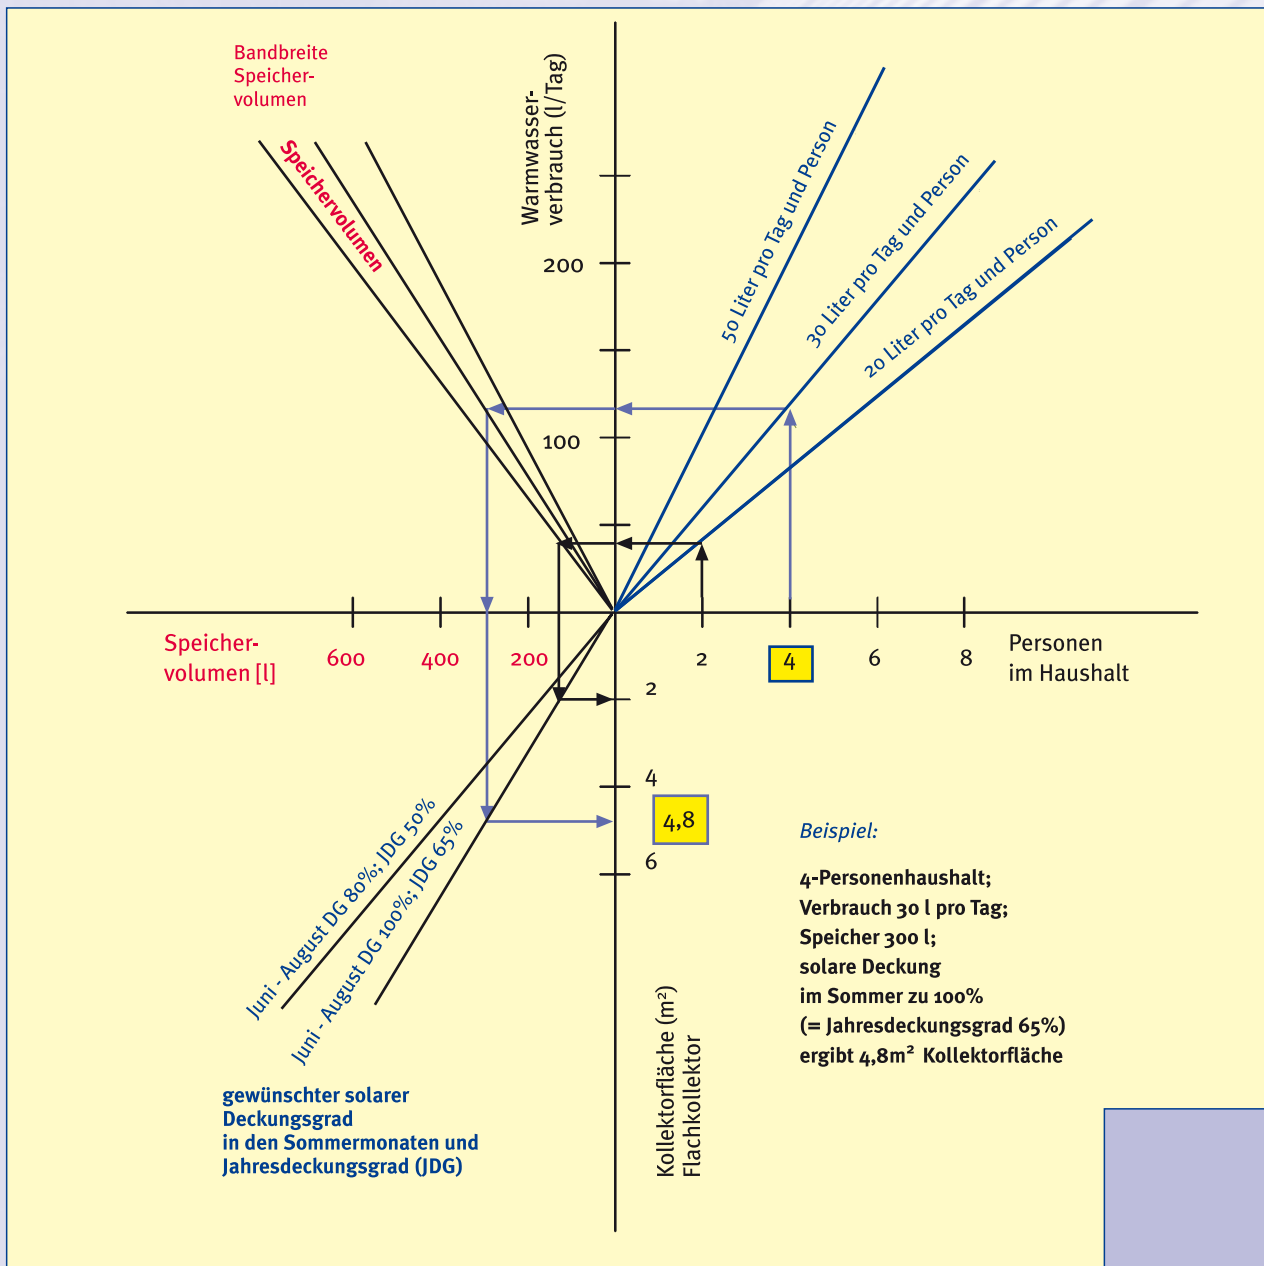 Bandbreite
Speicher-
volumen
Speichervolumen
Warmwasser-
verbrauch (l/Tag)
50 Liter pro Tag und Person
30 Liter pro Tag und Person
20 Liter pro Tag und Person
200
100
Speicher-
volumen [l]
600
400
200
2
4
6
8
Personen
im Haushalt
2
4
4,8
6
Juni - August DG 80%; JDG 50%
Juni - August DG 100%; JDG 65%
gewünschter solarer
Deckungsgrad
in den Sommermonaten und
Jahresdeckungsgrad (JDG)
Kollektorfläche (m²)
Flachkollektor
Beispiel:
4-Personenhaushalt;
Verbrauch 30 l pro Tag;
Speicher 300 l;
solare Deckung
im Sommer zu 100%
(= Jahresdeckungsgrad 65%)
ergibt 4,8m² Kollektorfläche